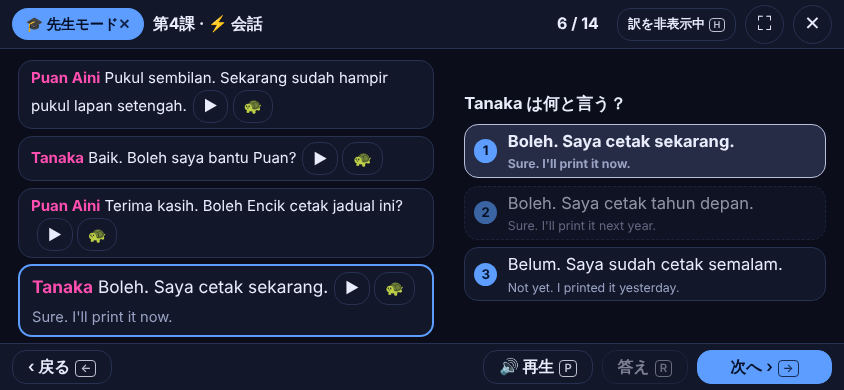 🎓 先生モード✕
第4課 · ⚡ 会話
6 / 14
訳を非表示中 H
Puan Aini Pukul sembilan. Sekarang sudah hampir
pukul lapan setengah.
Tanaka Baik. Boleh saya bantu Puan?
Puan Aini Terima kasih. Boleh Encik cetak jadual ini?
Tanaka Boleh. Saya cetak sekarang.
Sure. I'll print it now.
Tanaka は何と言う？
1 Boleh. Saya cetak sekarang.
Sure. I'll print it now.
2 Boleh. Saya cetak tahun depan.
Sure. I'll print it next year.
3 Belum. Saya sudah cetak semalam.
Not yet. I printed it yesterday.
‹ 戻る ←
🔊 再生 P
答え R
次へ › →